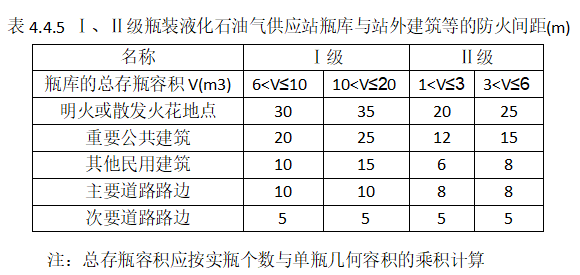 表 4.4.5 Ⅰ、Ⅱ级瓶装液化石油气供应站瓶库与站外建筑等的防火间距(m)
名称 Ⅰ级 Ⅱ级
瓶库的总存瓶容积 V(m3) 6<V≤10 10<V≤20 1<V≤3 3<V≤6
明火或散发火花地点 30 35 20 25
重要公共建筑 20 25 12 15
其他民用建筑 10 15 6 8
主要道路路边 10 10 8 8
次要道路路边 5 5 5 5
注：总存瓶容积应按实瓶个数与单瓶几何容积的乘积计算